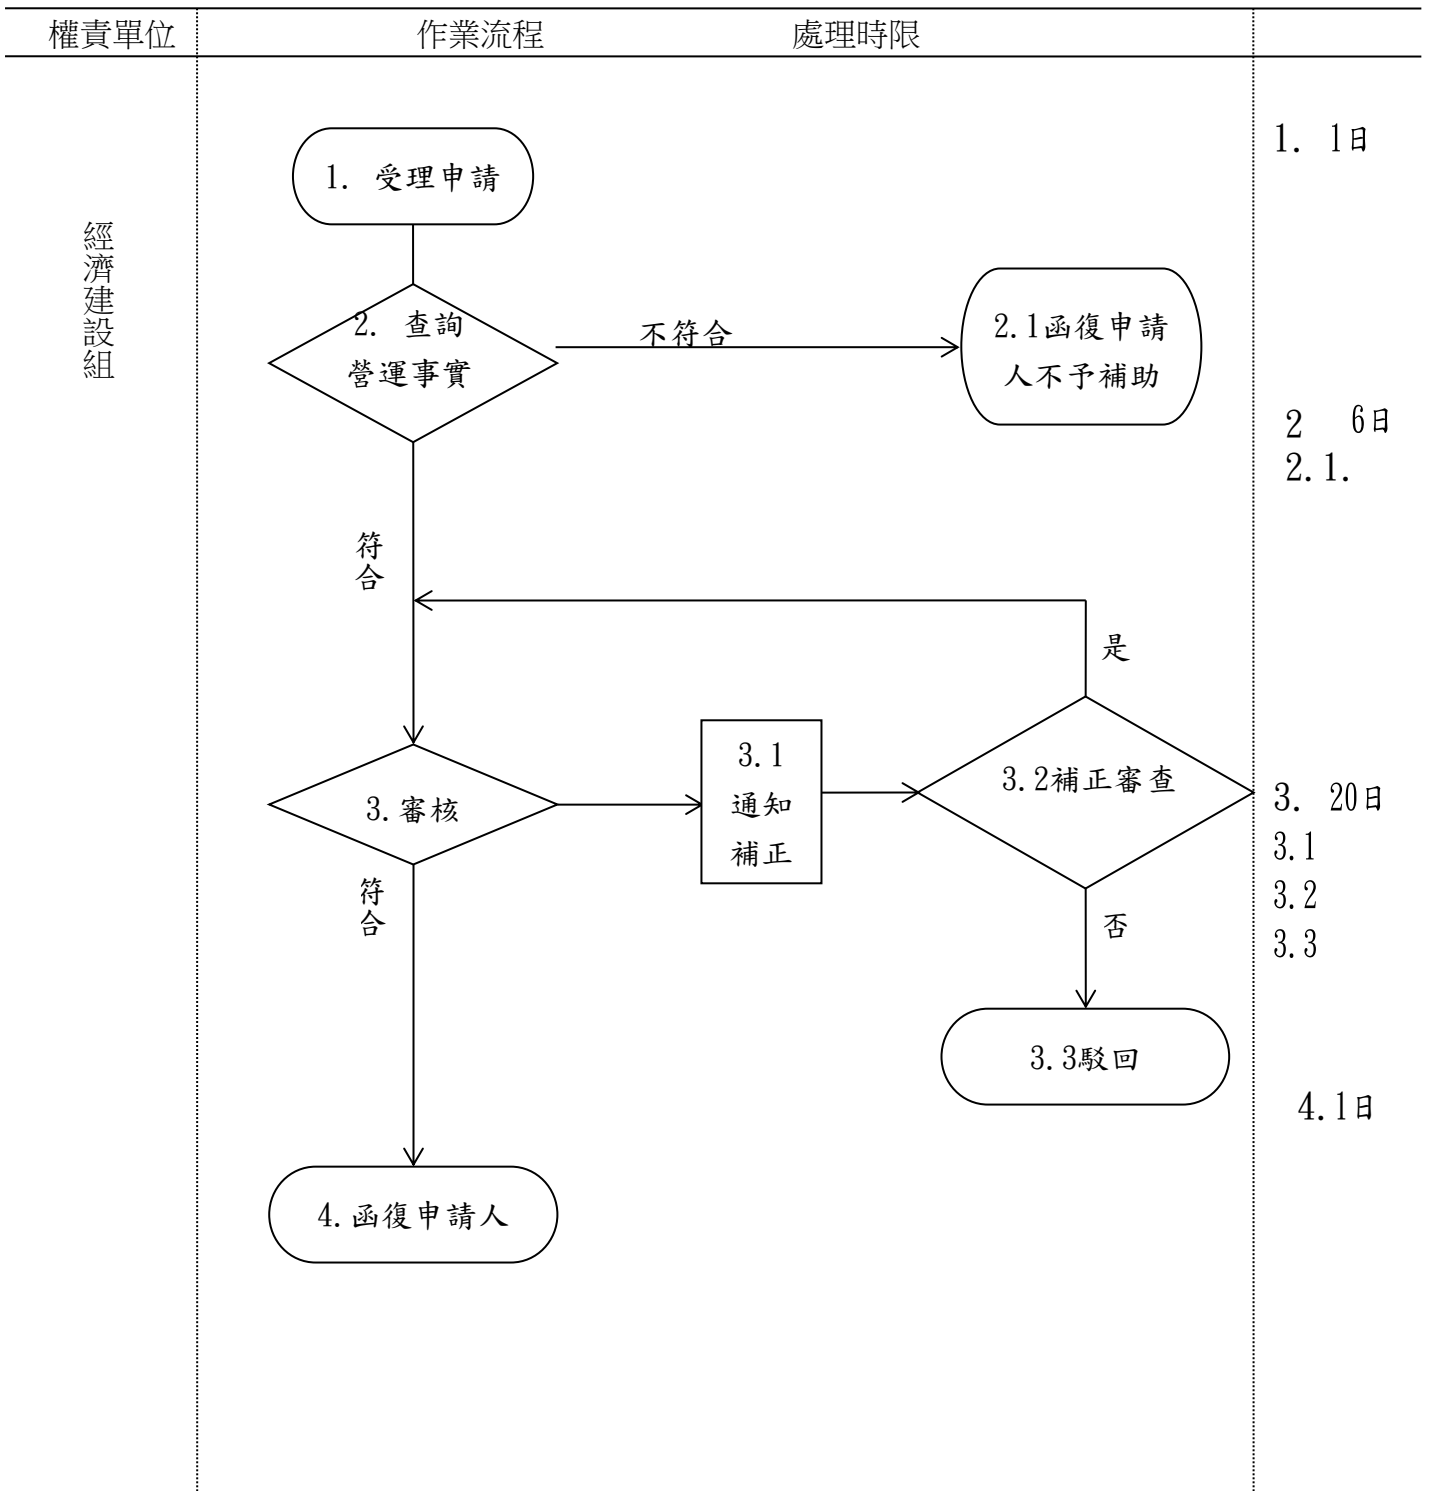 權責單位
作業流程
處理時限
經濟建設組
1. 受理申請
1. 1日
2. 查詢
營運事實
不符合
2.1函復申請
人不予補助
2 6日
2.1.
符合
是
3.審核
3.1
通知
補正
3.2補正審查
3. 20日
3.1
3.2
3.3
符合
否
3.3駁回
4.1日
4.函復申請人